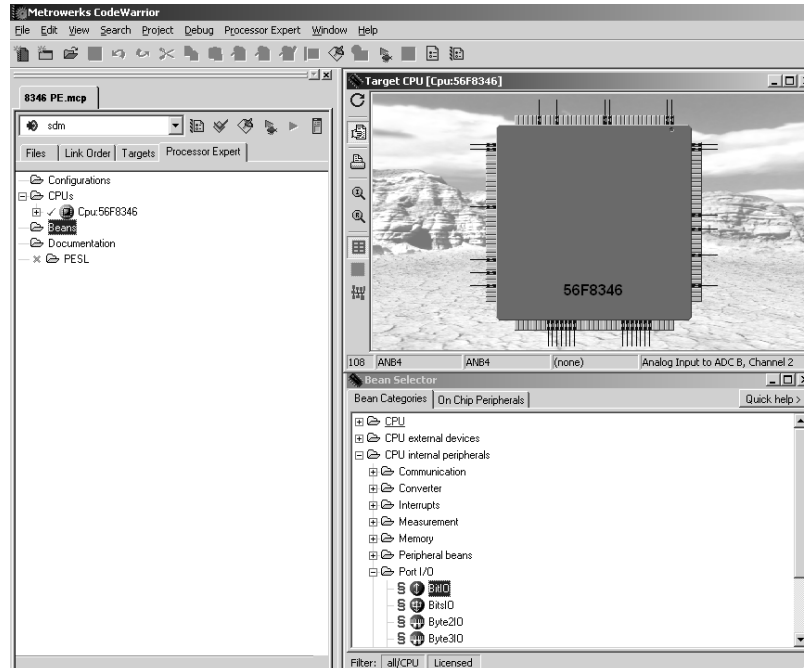 Metrowerks CodeWarrior
File Edit View Search Project Debug Processor Expert Window Help
8346 PE.mcp
sdm
Files Link Order Targets Processor Expert
Configurations
CPUs
Cpu:56F8346
Beans
Documentation
PESL
Target CPU [Cpu:56F8346]
56F8346
108 ANB4 ANB4 (none) Analog Input to ADC B, Channel 2
Bean Selector
Bean Categories On Chip Peripherals Quick help >
CPU
CPU external devices
CPU internal peripherals
Communication
Converter
Interrupts
Measurement
Memory
Peripheral beans
Port I/O
BitIO
BitsIO
Byte2IO
Byte3IO
Filter: all/CPU Licensed